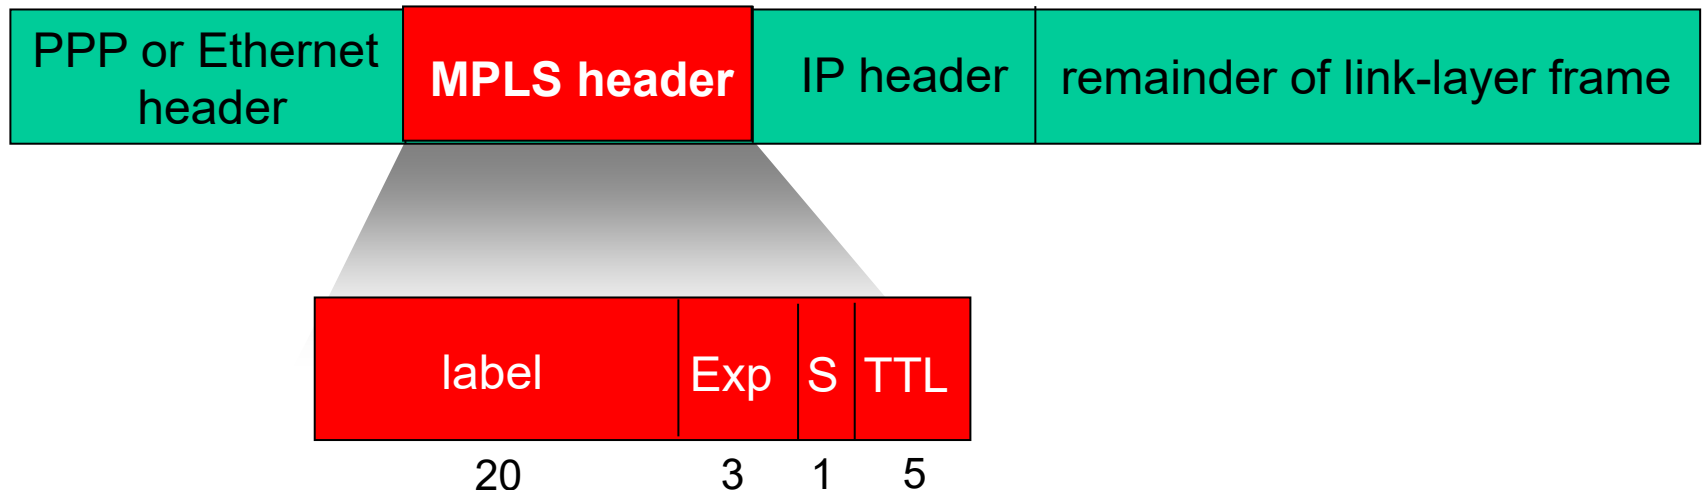 PPP or Ethernet
header
MPLS header
IP header
remainder of link-layer frame
label
Exp
S
TTL
20
3
1
5